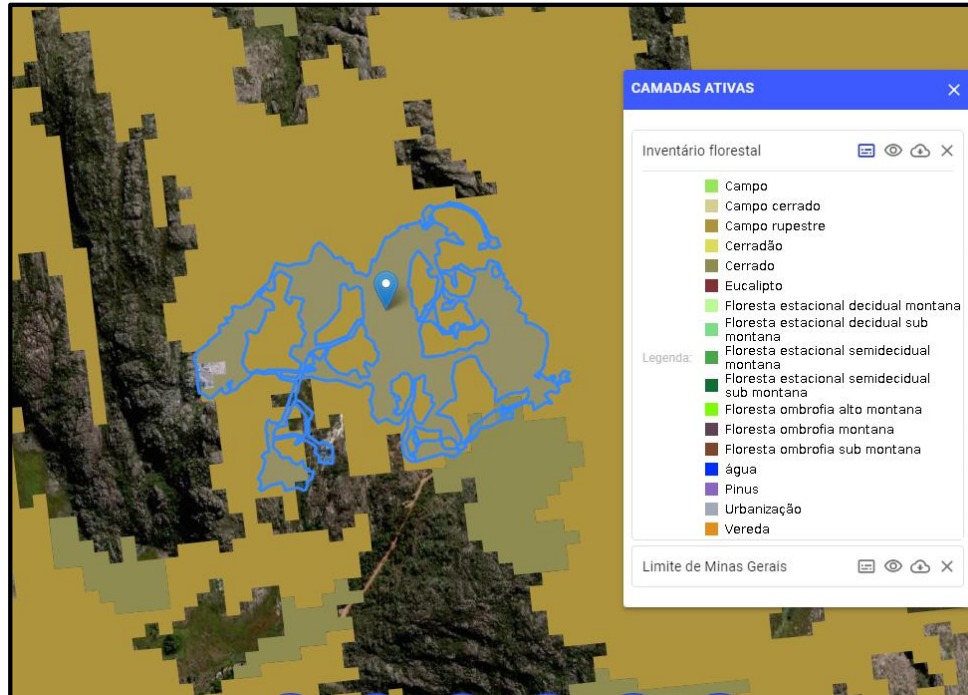 CAMADAS ATIVAS
Inventário florestal
Legenda:
Campo
Campo cerrado
Campo rupestre
Cerradão
Cerrado
Eucalipto
Floresta estacional decidual montana
Floresta estacional decidual sub
montana
Floresta estacional semidecidual
montana
Floresta estacional semidecidual
sub montana
Floresta ombrofia alto montana
Floresta ombrofia montana
Floresta ombrofia sub montana
água
Pinus
Urbanização
Vereda
Limite de Minas Gerais